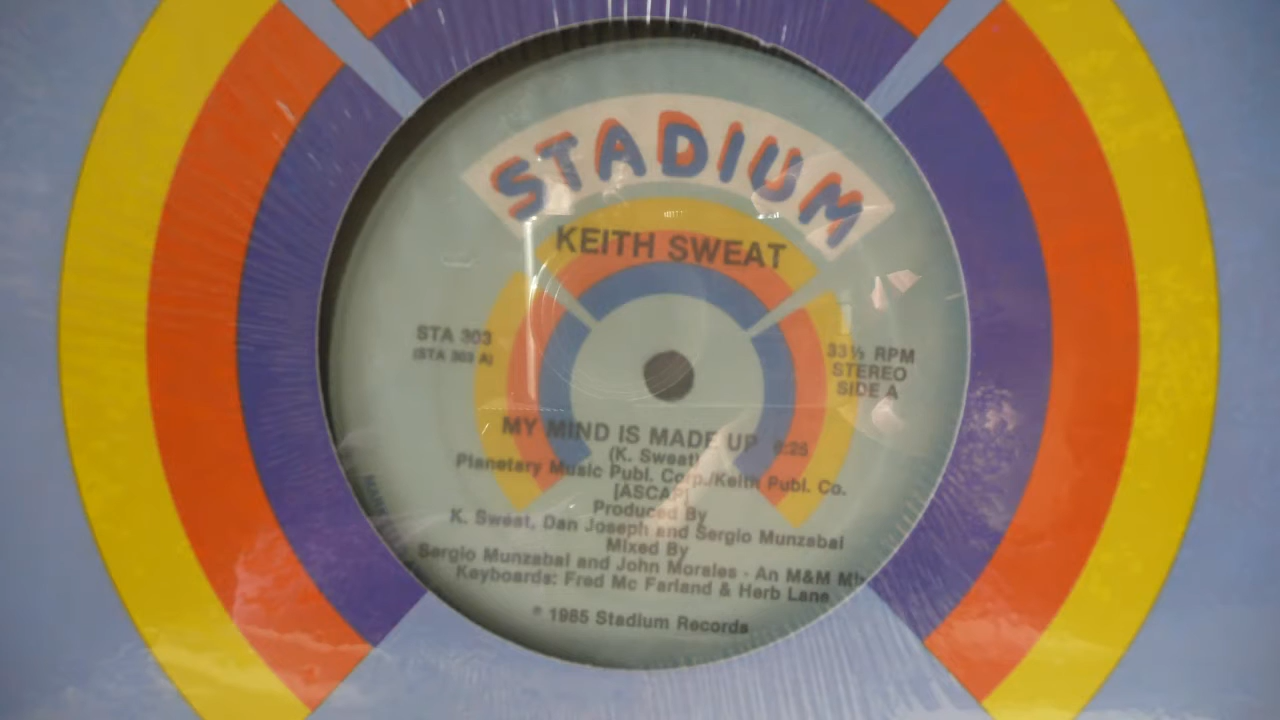 STADIUM
KEITH SWEAT
STA 303
(STA 303 A)
33⅓ RPM
STEREO
SIDE A
MY MIND IS MADE UP 6:25
(K. Sweat)
Planetary Music Publ. Corp./Keith Publ. Co.
[ASCAP]
Produced By
K. Sweat, Dan Joseph and Sergio Munzabai
Mixed By
Sergio Munzabai and John Morales - An M&M Mix
Keyboards: Fred Mc Farland & Herb Lane
℗ 1985 Stadium Records